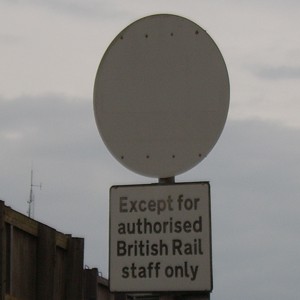 Except for
authorised
British Rail
staff only